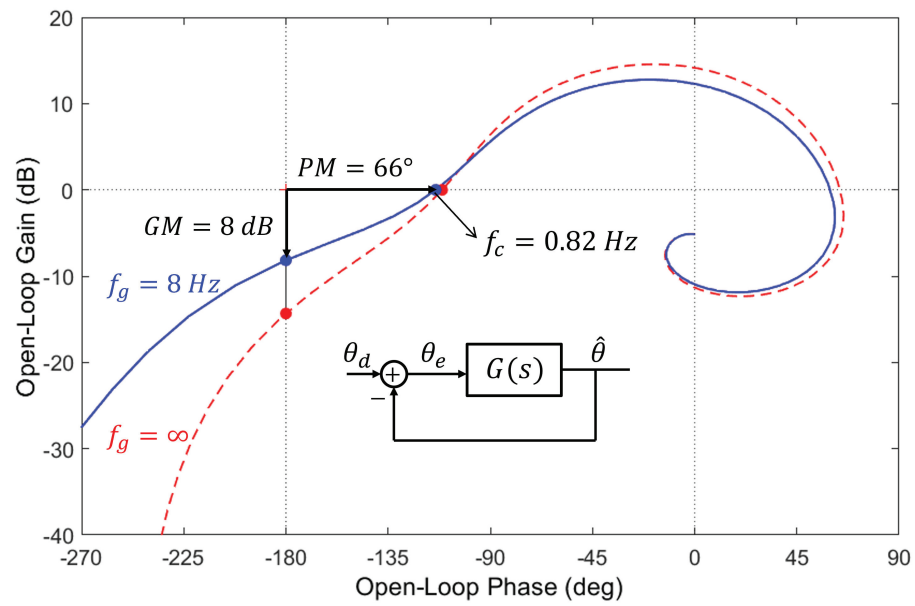 20
10
0
-10
-20
-30
-40
Open-Loop Gain (dB)
PM = 66°
GM = 8 dB
f_c = 0.82 Hz
f_g = 8 Hz
f_g = ∞
θ_d
+
−
θ_e
G(s)
θ̂
-270
-225
-180
-135
-90
-45
0
45
90
Open-Loop Phase (deg)